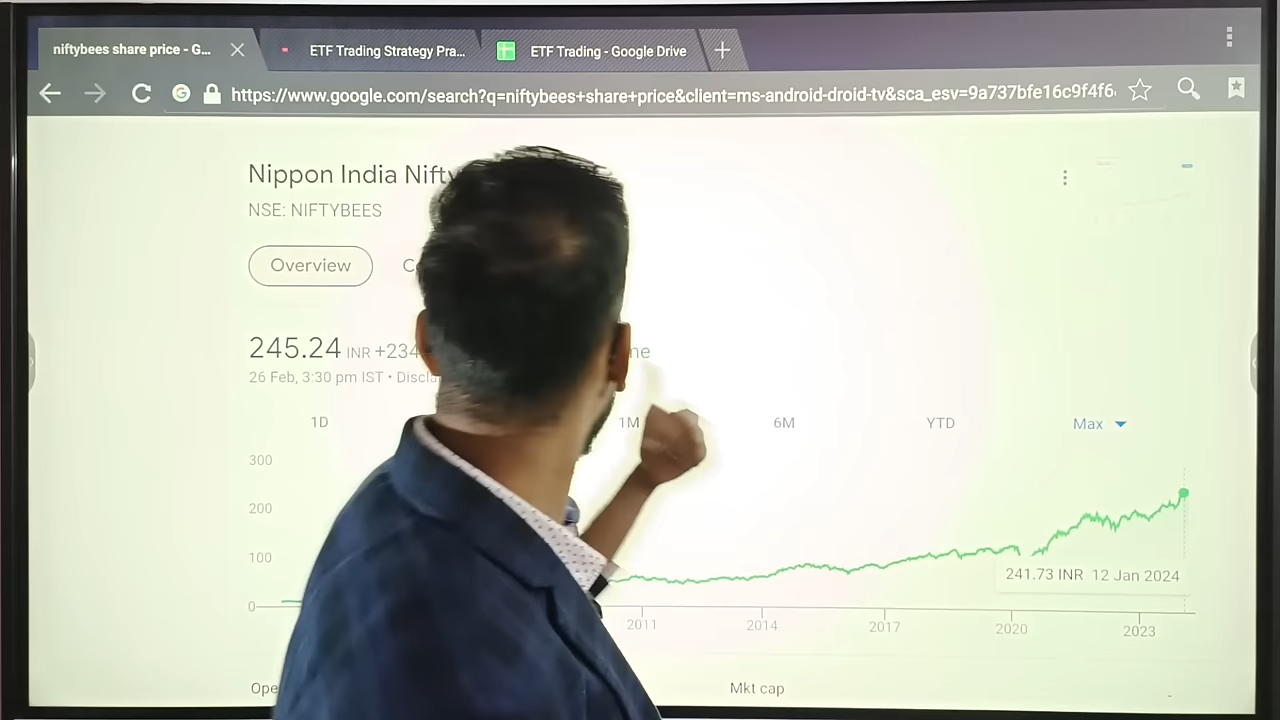 niftybees share price - G...
ETF Trading Strategy Pra...
ETF Trading - Google Drive
https://www.google.com/search?q=niftybees+share+price&client=ms-android-droid-tv&sca_esv=9a737bfe16c9f4f6
Nippon India Nifty
NSE: NIFTYBEES
Overview
245.24 INR +234
26 Feb, 3:30 pm IST •
1D 1M 6M YTD Max
300
200
100
0
241.73 INR 12 Jan 2024
2011 2014 2017 2020 2023
Mkt cap